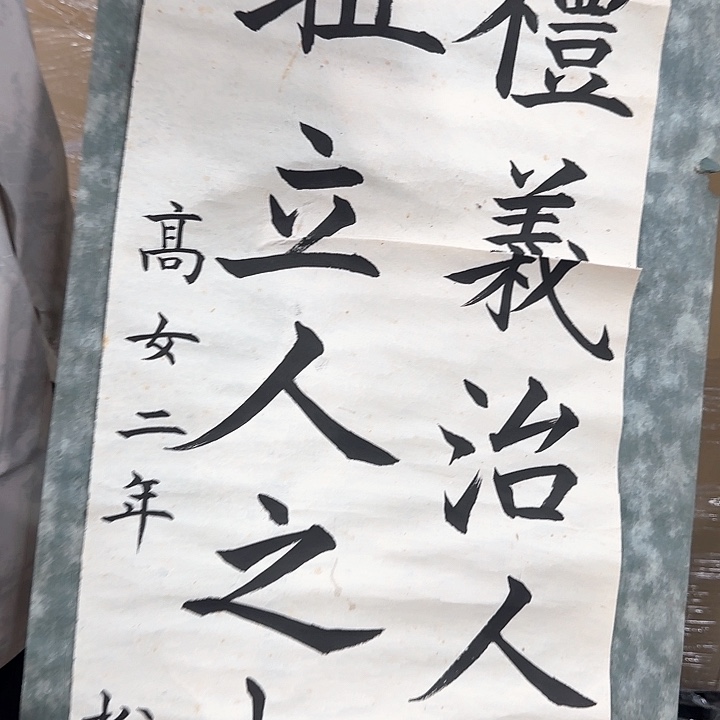 禮義治人
立人之
高女二年